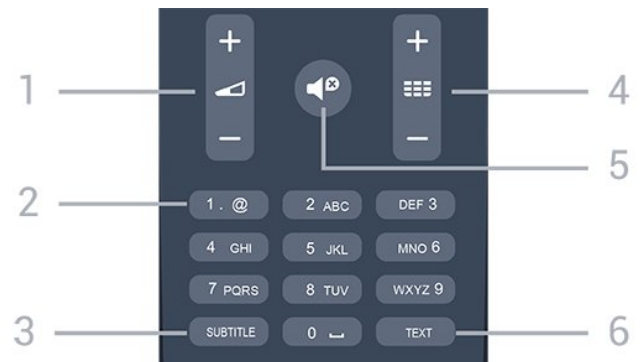 + +
1 4
− −
5
2 1 . @ 2 ABC DEF 3
4 GHI 5 JKL MNO 6
7 PQRS 8 TUV WXYZ 9
3 SUBTITLE 0 ⌴ TEXT 6